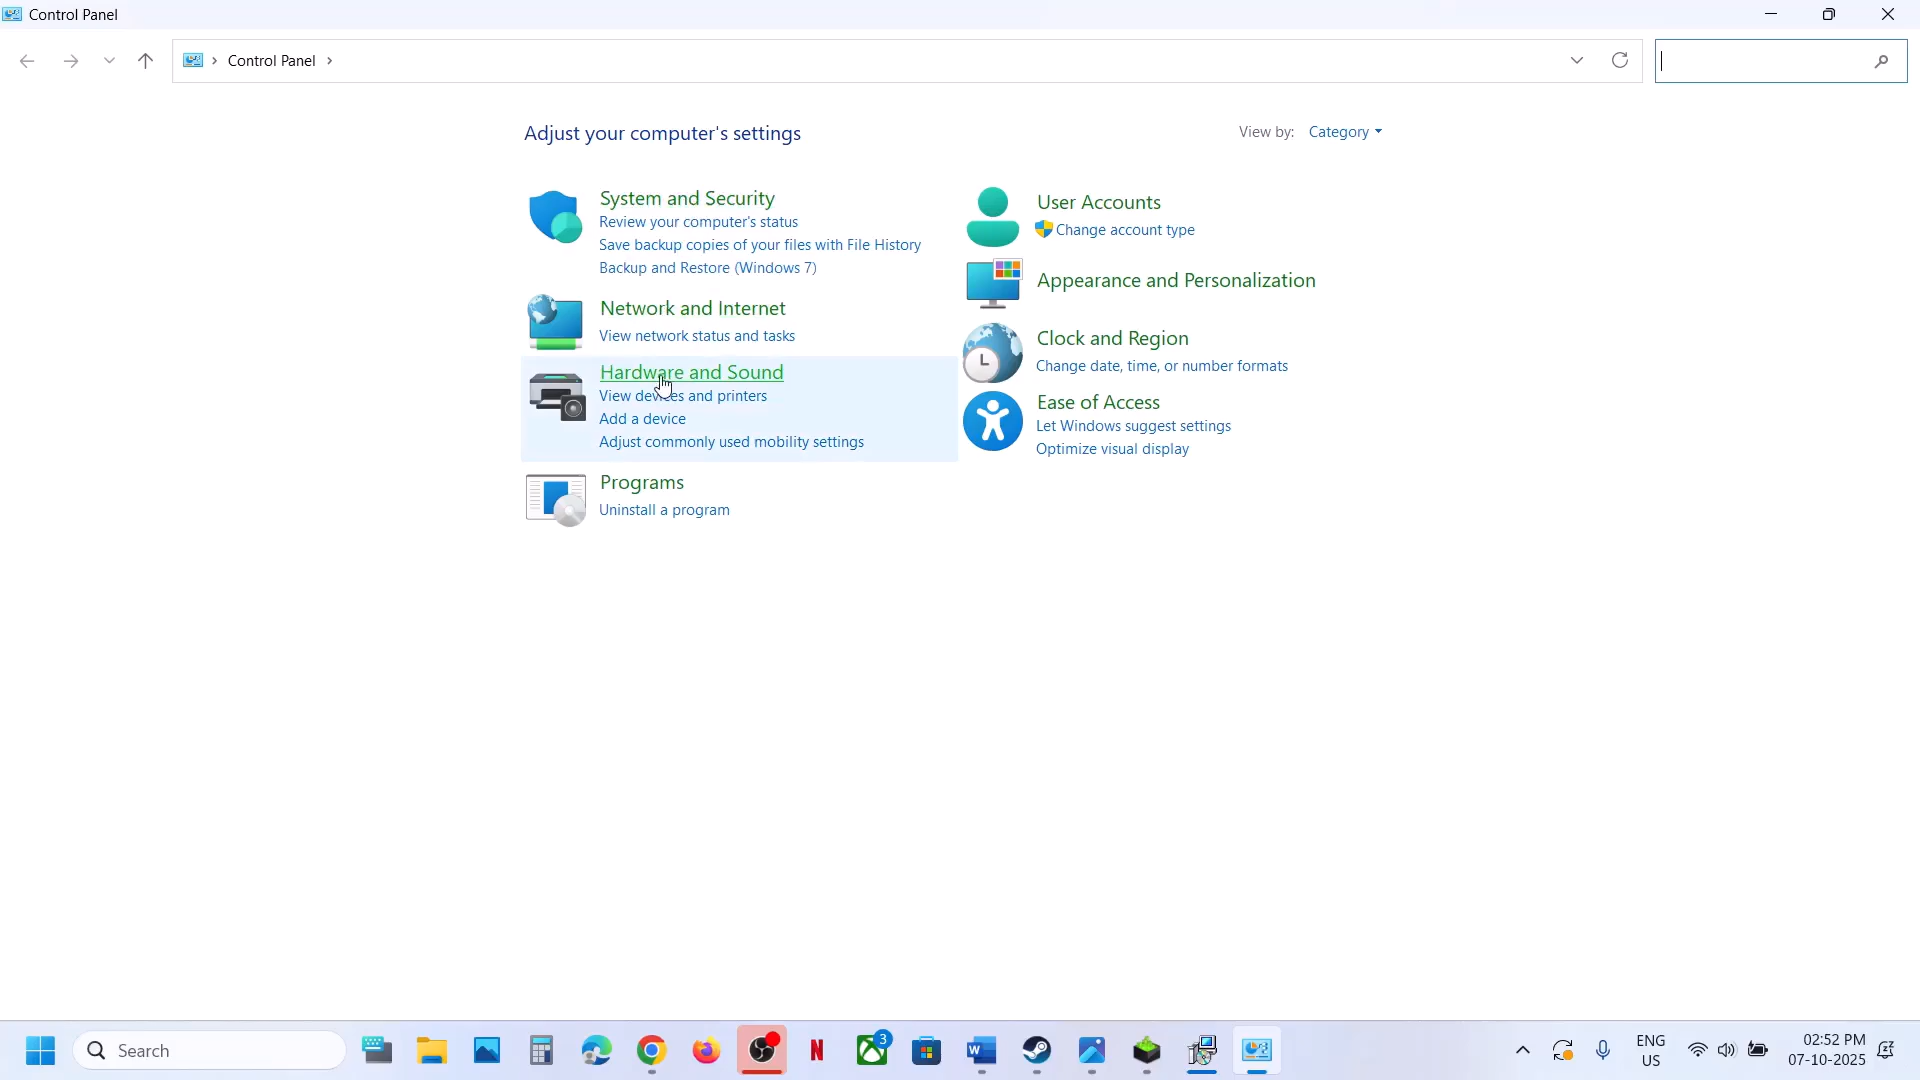 Control Panel
Control Panel
Adjust your computer's settings
View by: Category
System and Security
Review your computer's status
Save backup copies of your files with File History
Backup and Restore (Windows 7)
Network and Internet
View network status and tasks
Hardware and Sound
View devices and printers
Add a device
Adjust commonly used mobility settings
Programs
Uninstall a program
User Accounts
Change account type
Appearance and Personalization
Clock and Region
Change date, time, or number formats
Ease of Access
Let Windows suggest settings
Optimize visual display
Search
N
3
W
ENG
US
02:52 PM
07-10-2025